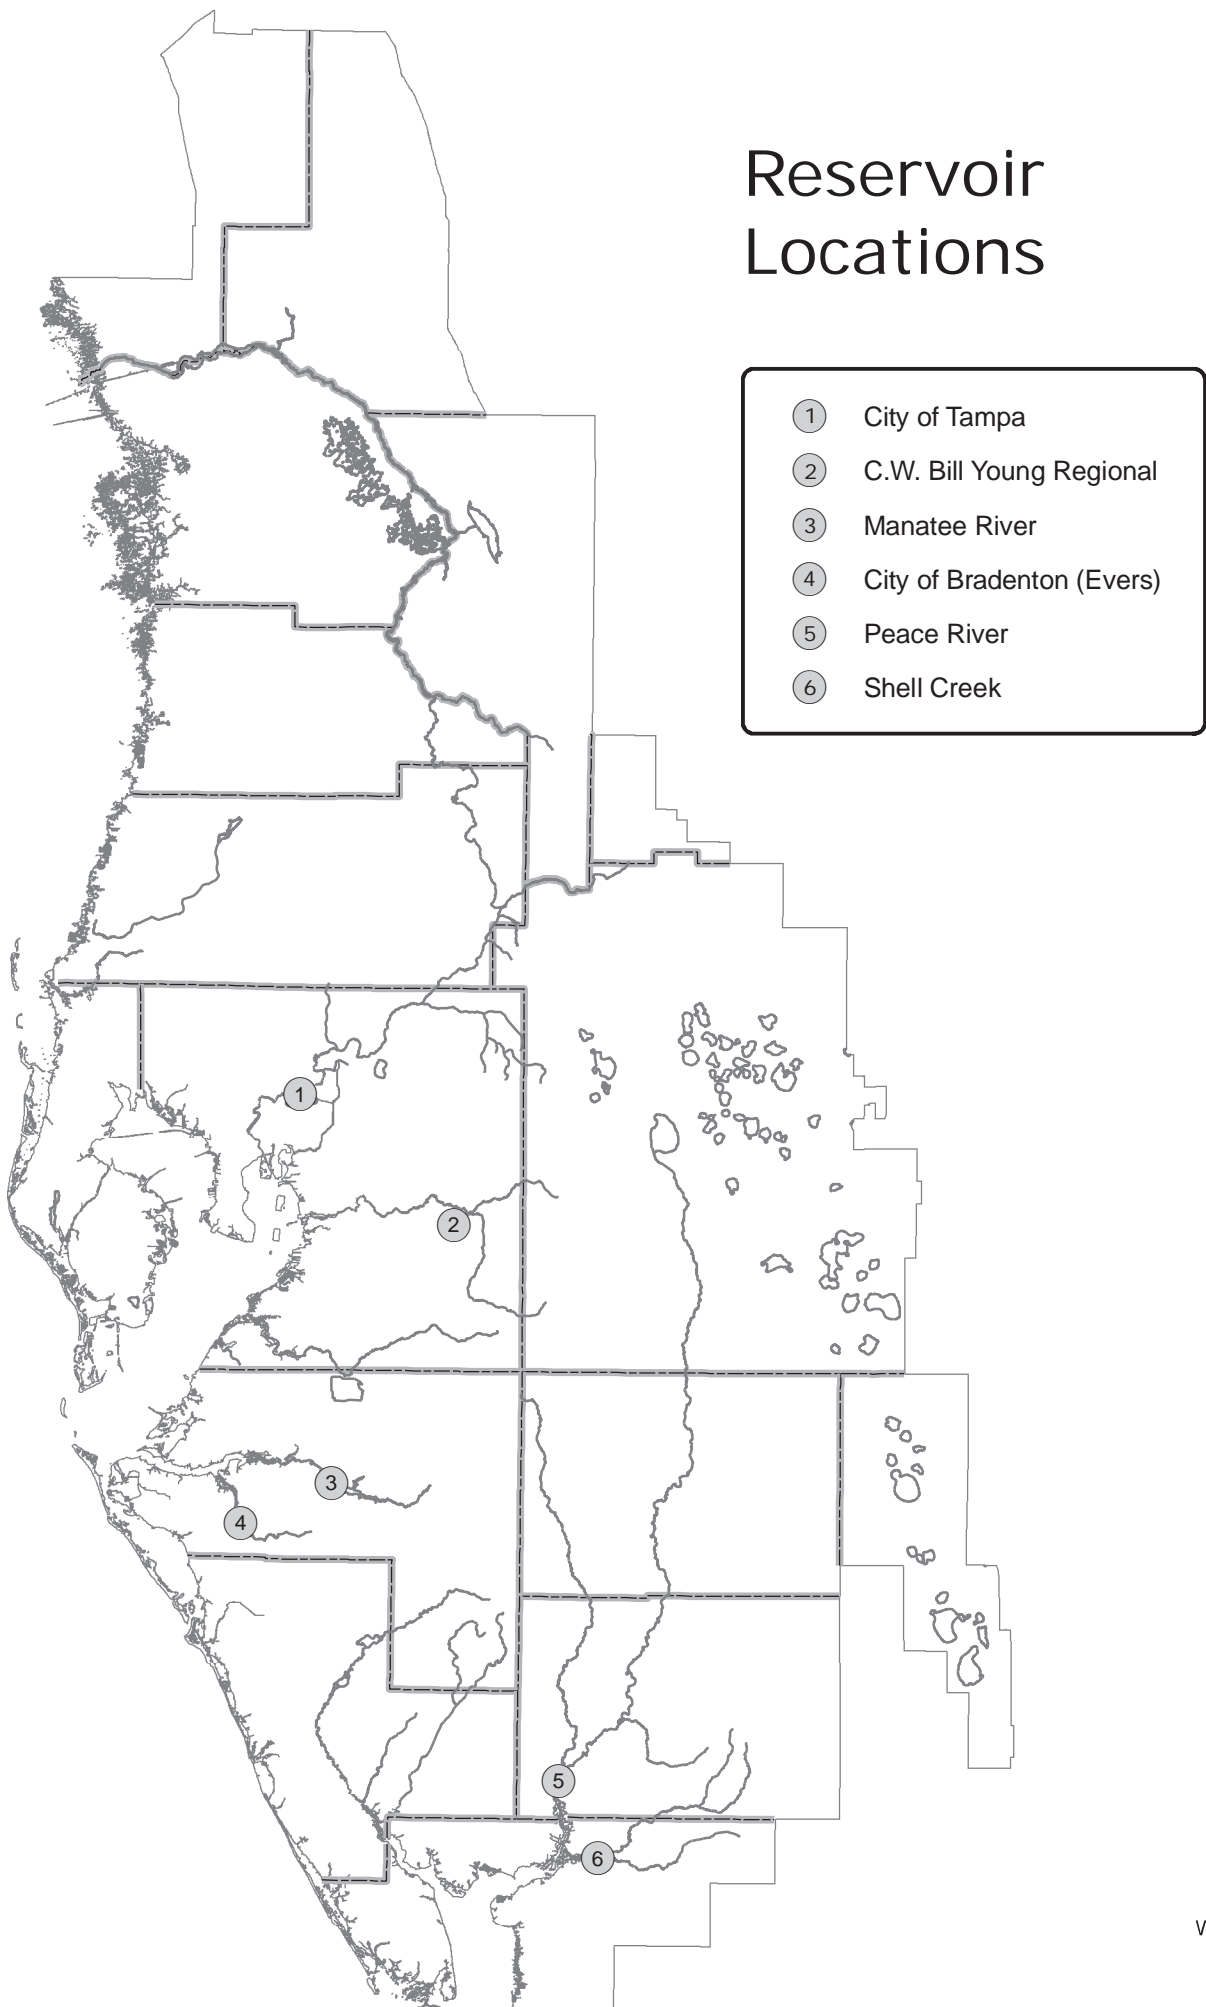 Reservoir
Locations
1 City of Tampa
2 C.W. Bill Young Regional
3 Manatee River
4 City of Bradenton (Evers)
5 Peace River
6 Shell Creek
1
2
3
4
5
6